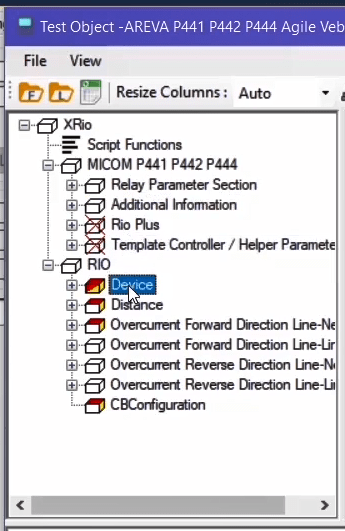 Test Object -AREVA P441 P442 P444 Agile Veb
File View
F L Resize Columns : Auto
XRio
Script Functions
MICOM P441 P442 P444
Relay Parameter Section
Additional Information
Rio Plus
Template Controller / Helper Paramete
RIO
Device
Distance
Overcurrent Forward Direction Line-Ne
Overcurrent Forward Direction Line-Lin
Overcurrent Reverse Direction Line-Ne
Overcurrent Reverse Direction Line-Lin
CBConfiguration